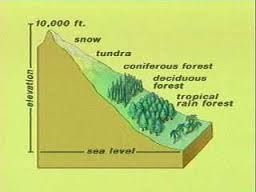 10,000 ft.
snow
tundra
coniferous forest
deciduous
forest
tropical
rain forest
elevation
sea level